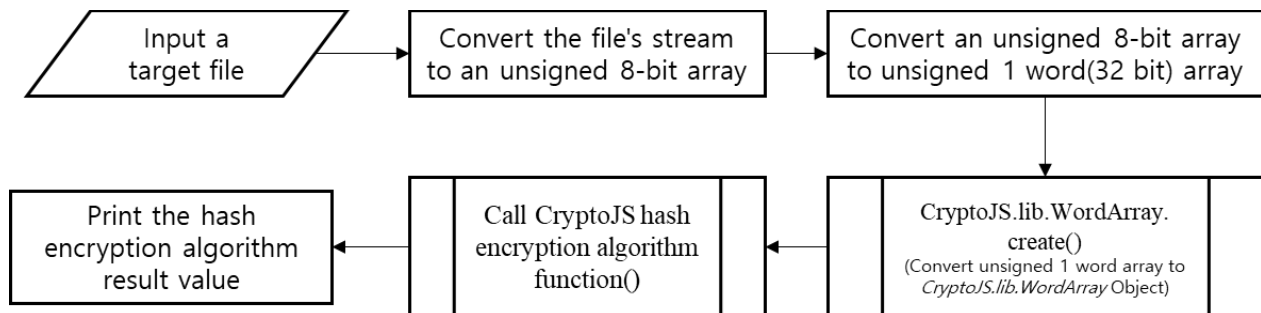 Input a
target file
Convert the file's stream
to an unsigned 8-bit array
Convert an unsigned 8-bit array
to unsigned 1 word(32 bit) array
CryptoJS.lib.WordArray.
create()
(Convert unsigned 1 word array to
CryptoJS.lib.WordArray Object)
Call CryptoJS hash
encryption algorithm
function()
Print the hash
encryption algorithm
result value